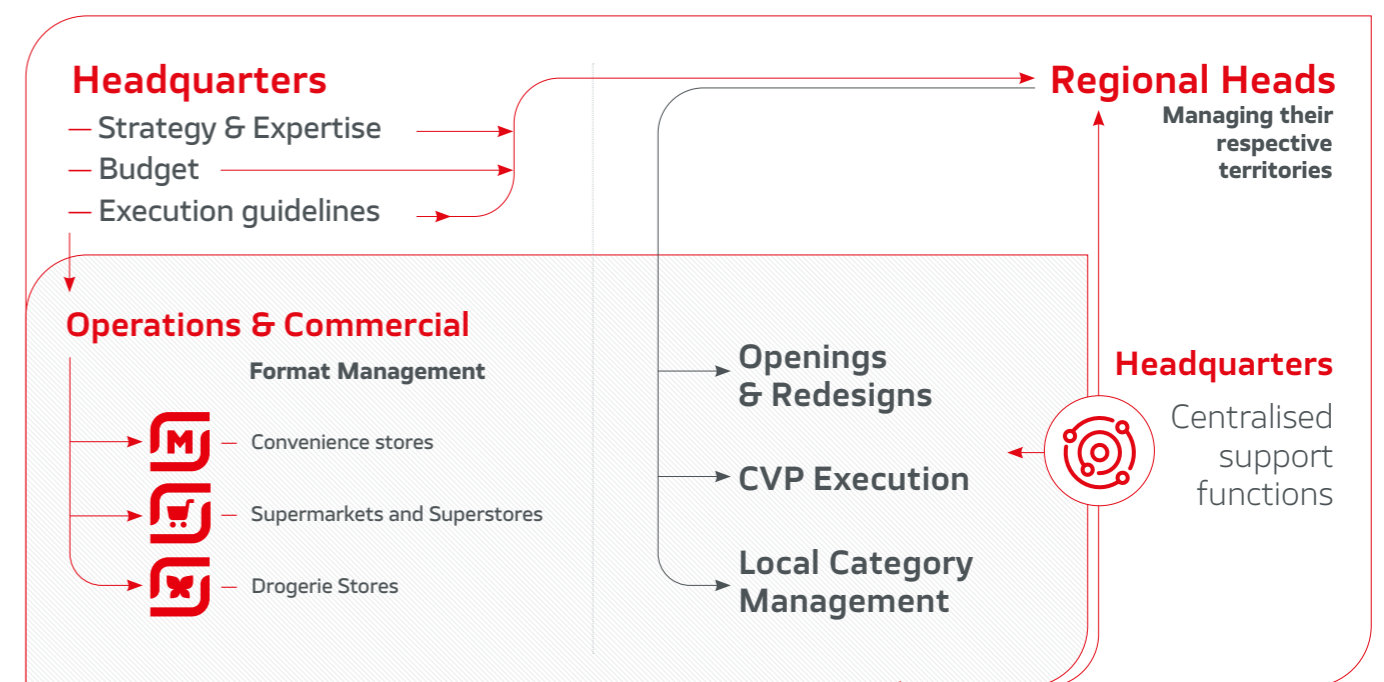 Headquarters
— Strategy & Expertise
— Budget
— Execution guidelines
Regional Heads
Managing their
respective
territories
Operations & Commercial
Format Management
M — Convenience stores
— Supermarkets and Superstores
— Drogerie Stores
Openings
& Redesigns
CVP Execution
Local Category
Management
Headquarters
Centralised
support
functions